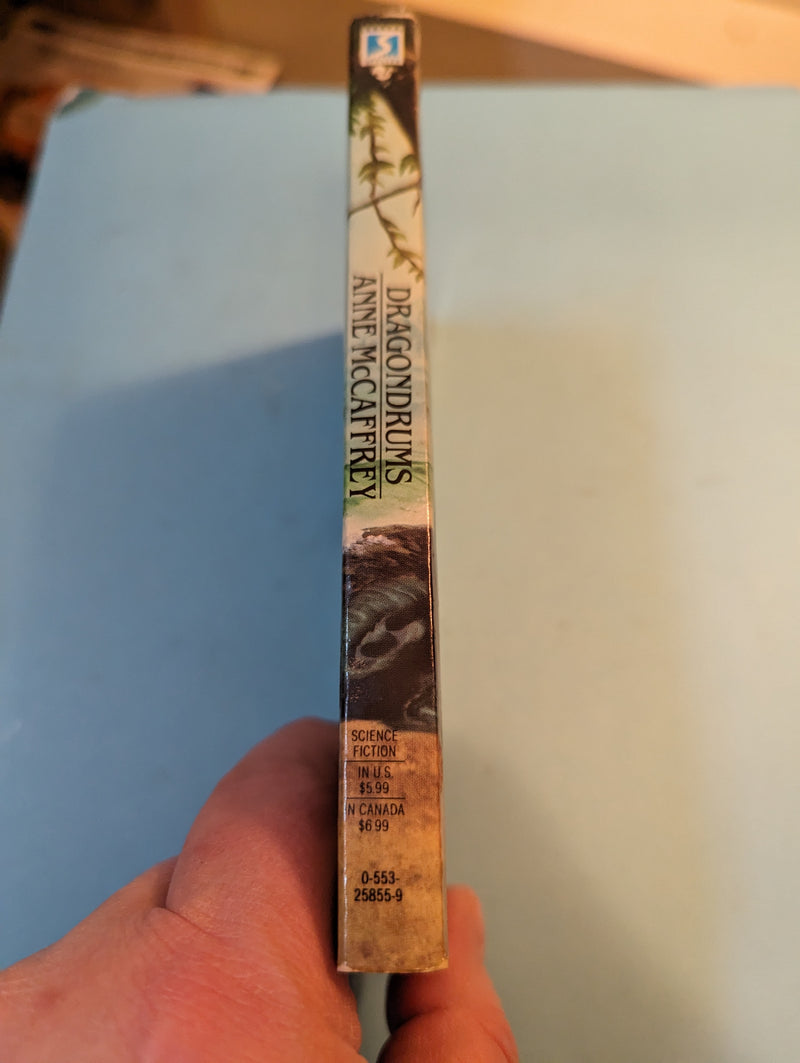 S
DRAGONDRUMS
ANNE McCAFFREY
SCIENCE
FICTION
IN U.S.
$5.99
IN CANADA
$6.99
0-553-
25855-9